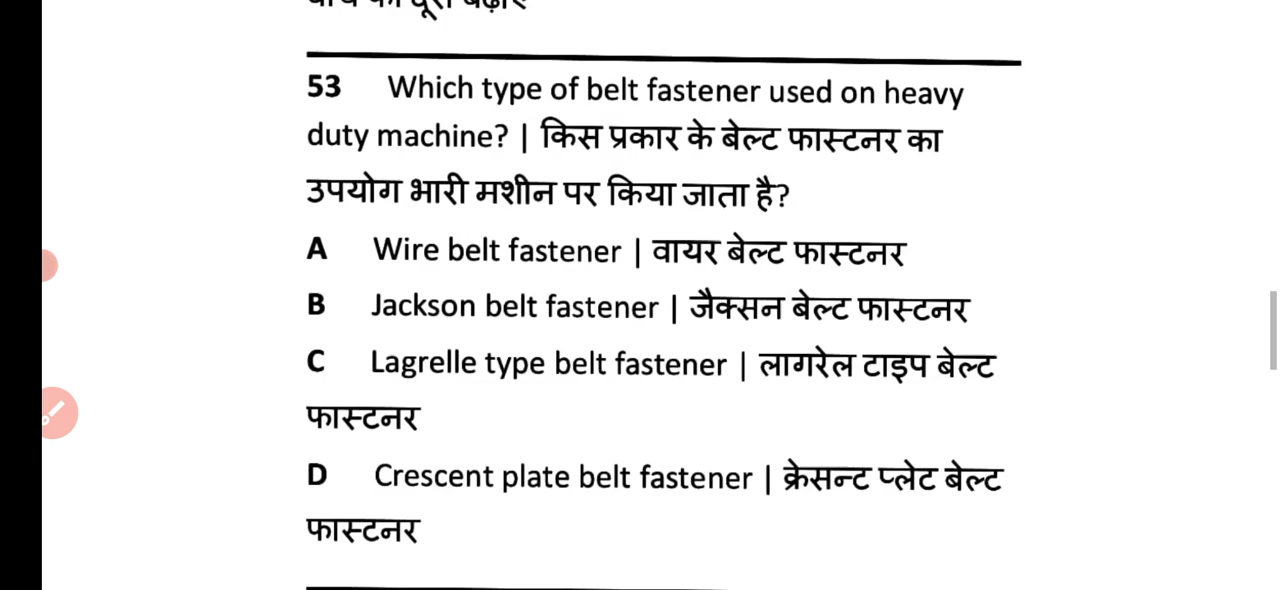 53 Which type of belt fastener used on heavy
duty machine? | किस प्रकार के बेल्ट फास्टनर का
उपयोग भारी मशीन पर किया जाता है?
A Wire belt fastener | वायर बेल्ट फास्टनर
B Jackson belt fastener | जैक्सन बेल्ट फास्टनर
C Lagrelle type belt fastener | लागरेल टाइप बेल्ट
फास्टनर
D Crescent plate belt fastener | क्रेसन्ट प्लेट बेल्ट
फास्टनर